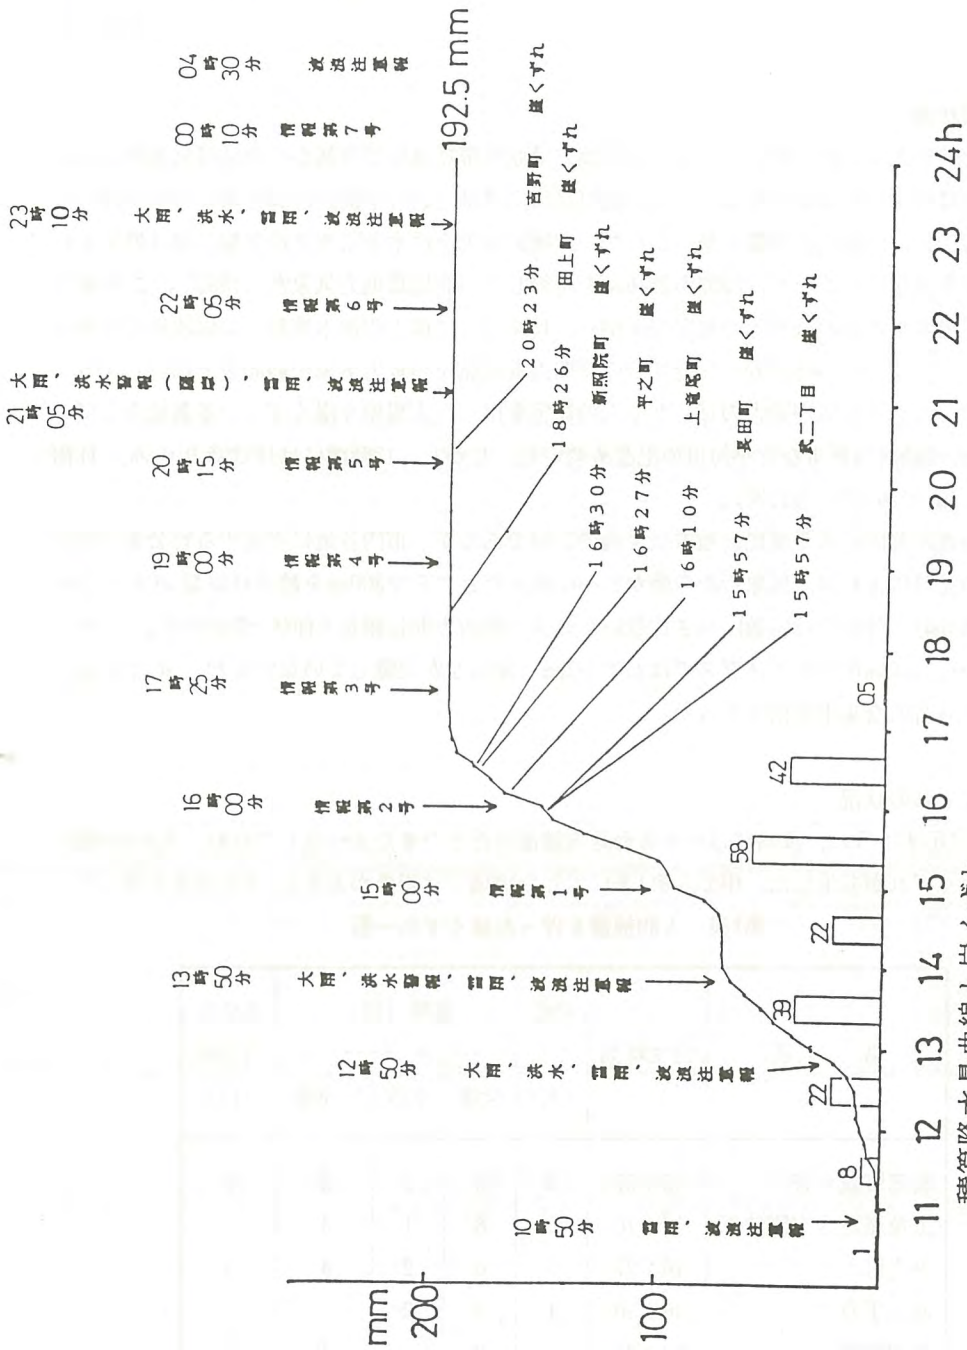 mm
200
100
192.5 mm
10時50分
雷雨、波浪注意報
12時50分
大雨、洪水、雷雨、波浪注意報
13時50分
大雨、洪水警報、雷雨、波浪注意報
15時00分
情報第1号
16時00分
情報第2号
17時25分
情報第3号
19時00分
情報第4号
20時15分
情報第5号
21時05分
大雨、洪水警報(薩摩)、雷雨、波浪注意報
22時05分
情報第6号
23時10分
大雨、洪水、雷雨、波浪注意報
00時10分
情報第7号
04時30分
波浪注意報
20時23分 吉野町 崖くずれ
18時26分 田上町 崖くずれ
16時30分 新照院町 崖くずれ
16時27分 平之町 崖くずれ
16時10分 上竜尾町 崖くずれ
15時57分 長田町 崖くずれ
15時57分 武二丁目 崖くずれ
1
8
22
39
22
58
42
05
11 12 13 14 15 16 17 18 19 20 21 22 23 24h